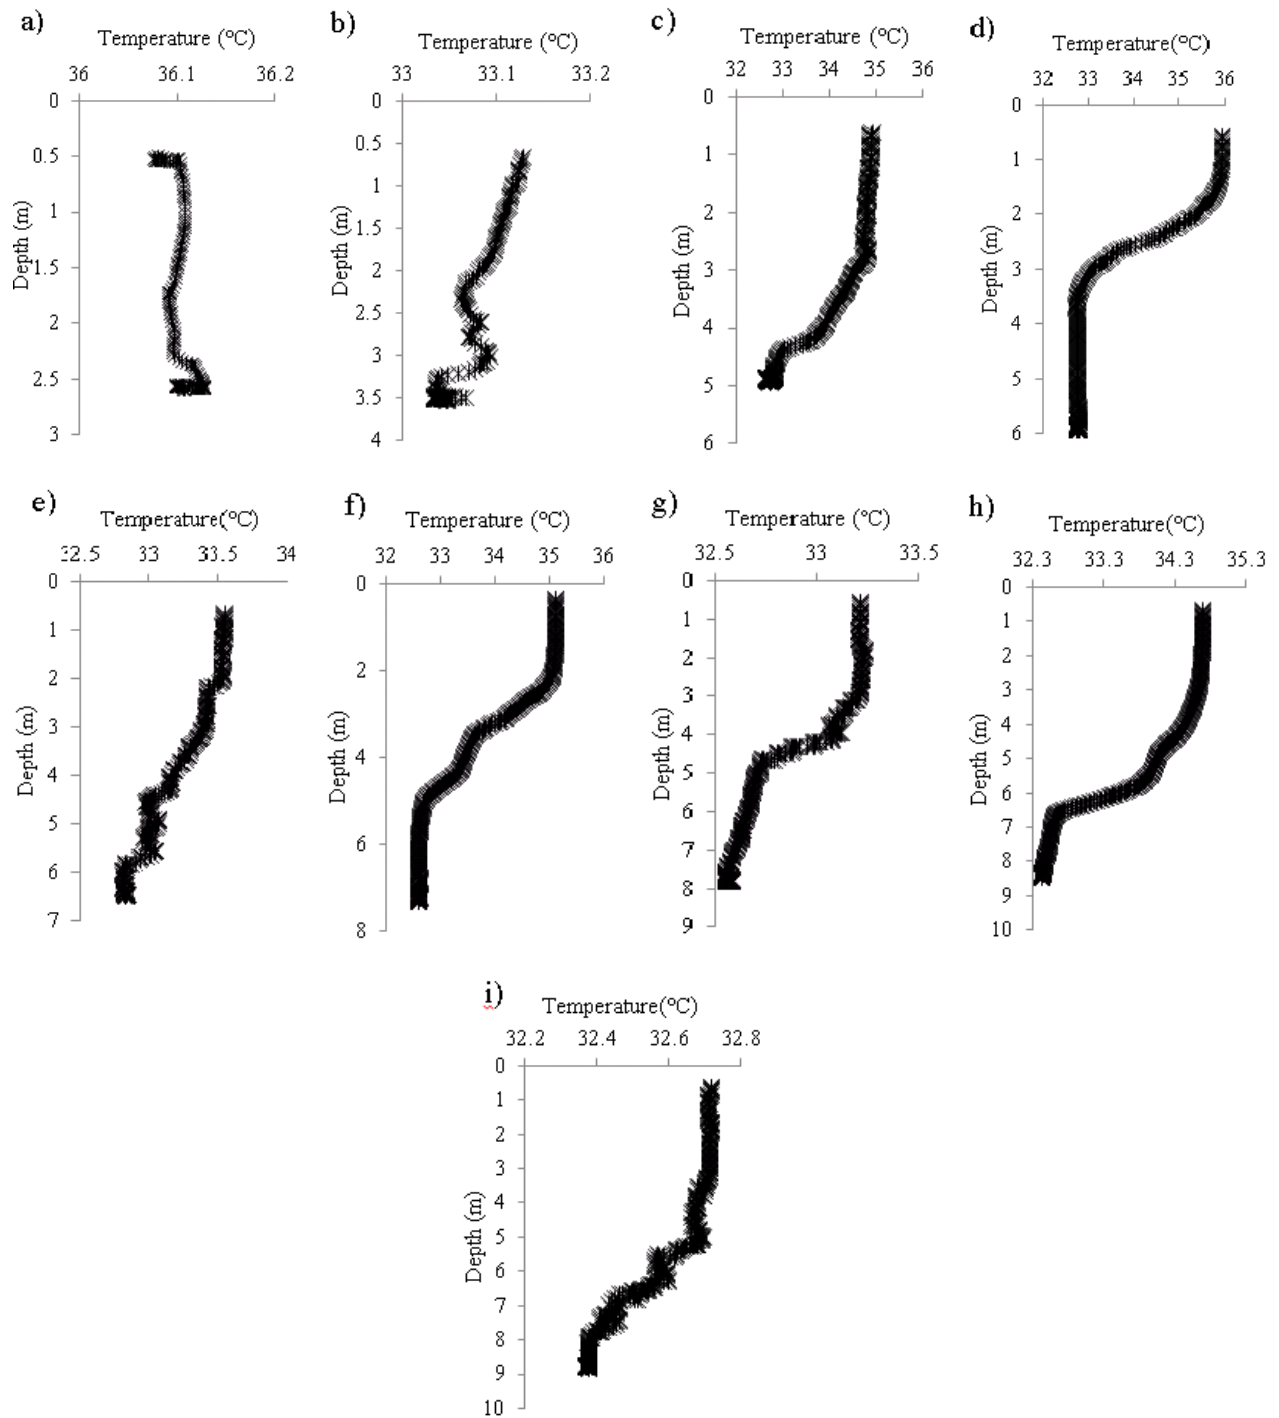 a)
Temperature (°C)
36 36.1 36.2
0
0.5
1
1.5
2
2.5
3
Depth (m)
b)
Temperature (°C)
33 33.1 33.2
0
0.5
1
1.5
2
2.5
3
3.5
4
Depth (m)
c)
Temperature (°C)
32 33 34 35 36
0
1
2
3
4
5
6
Depth (m)
d)
Temperature(°C)
32 33 34 35 36
0
1
2
3
4
5
6
Depth (m)
e)
Temperature(°C)
32.5 33 33.5 34
0
1
2
3
4
5
6
7
Depth (m)
f)
Temperature (°C)
32 33 34 35 36
0
2
4
6
8
Depth (m)
g)
Temperature (°C)
32.5 33 33.5
0
1
2
3
4
5
6
7
8
9
Depth (m)
h)
Temperature(°C)
32.3 33.3 34.3 35.3
0
1
2
3
4
5
6
7
8
9
10
Depth (m)
i)
Temperature(°C)
32.2 32.4 32.6 32.8
0
1
2
3
4
5
6
7
8
9
10
Depth (m)